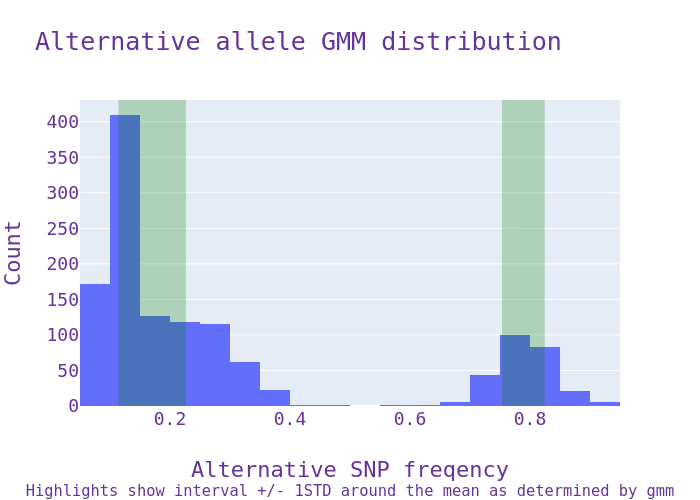 Alternative allele GMM distribution
400
350
300
250
200
150
100
50
0
Count
0.2 0.4 0.6 0.8
Alternative SNP freqency
Highlights show interval +/- 1STD around the mean as determined by gmm